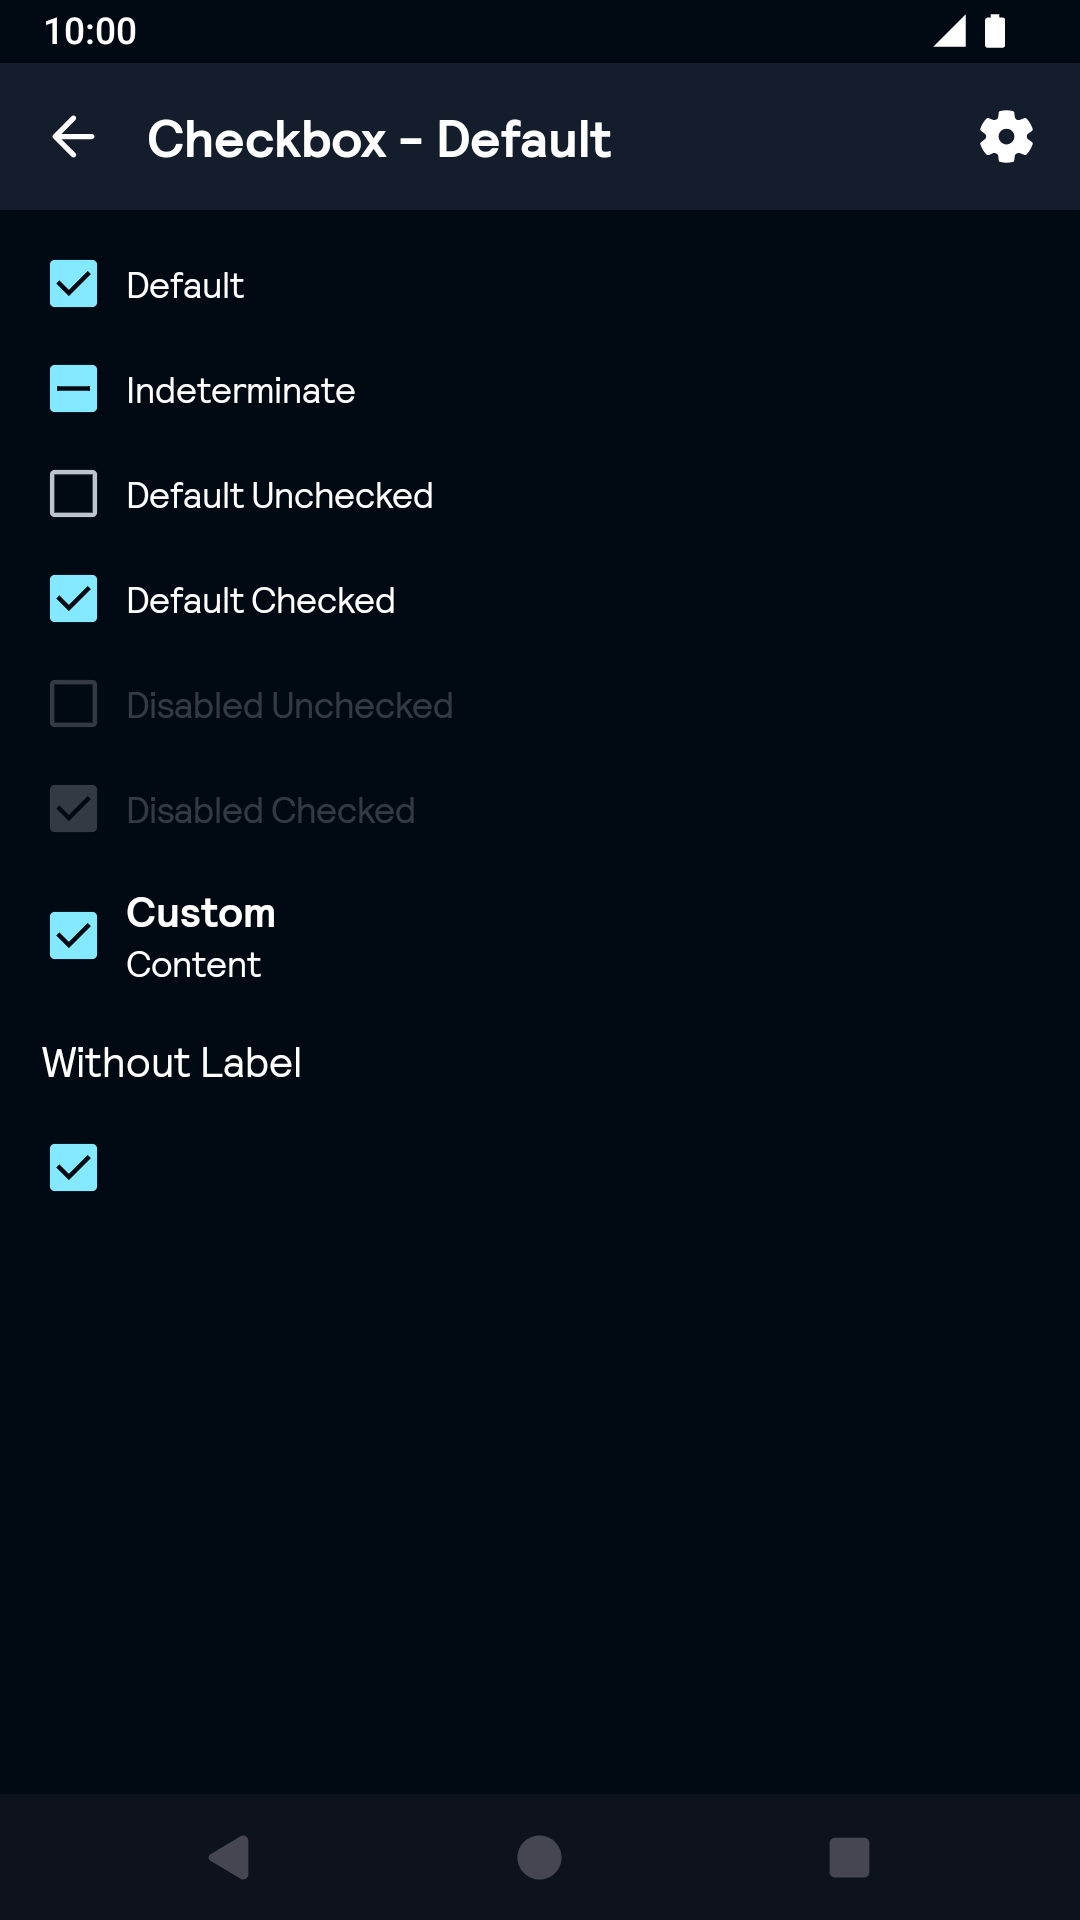 10:00
Checkbox - Default
Default
Indeterminate
Default Unchecked
Default Checked
Disabled Unchecked
Disabled Checked
Custom
Content
Without Label